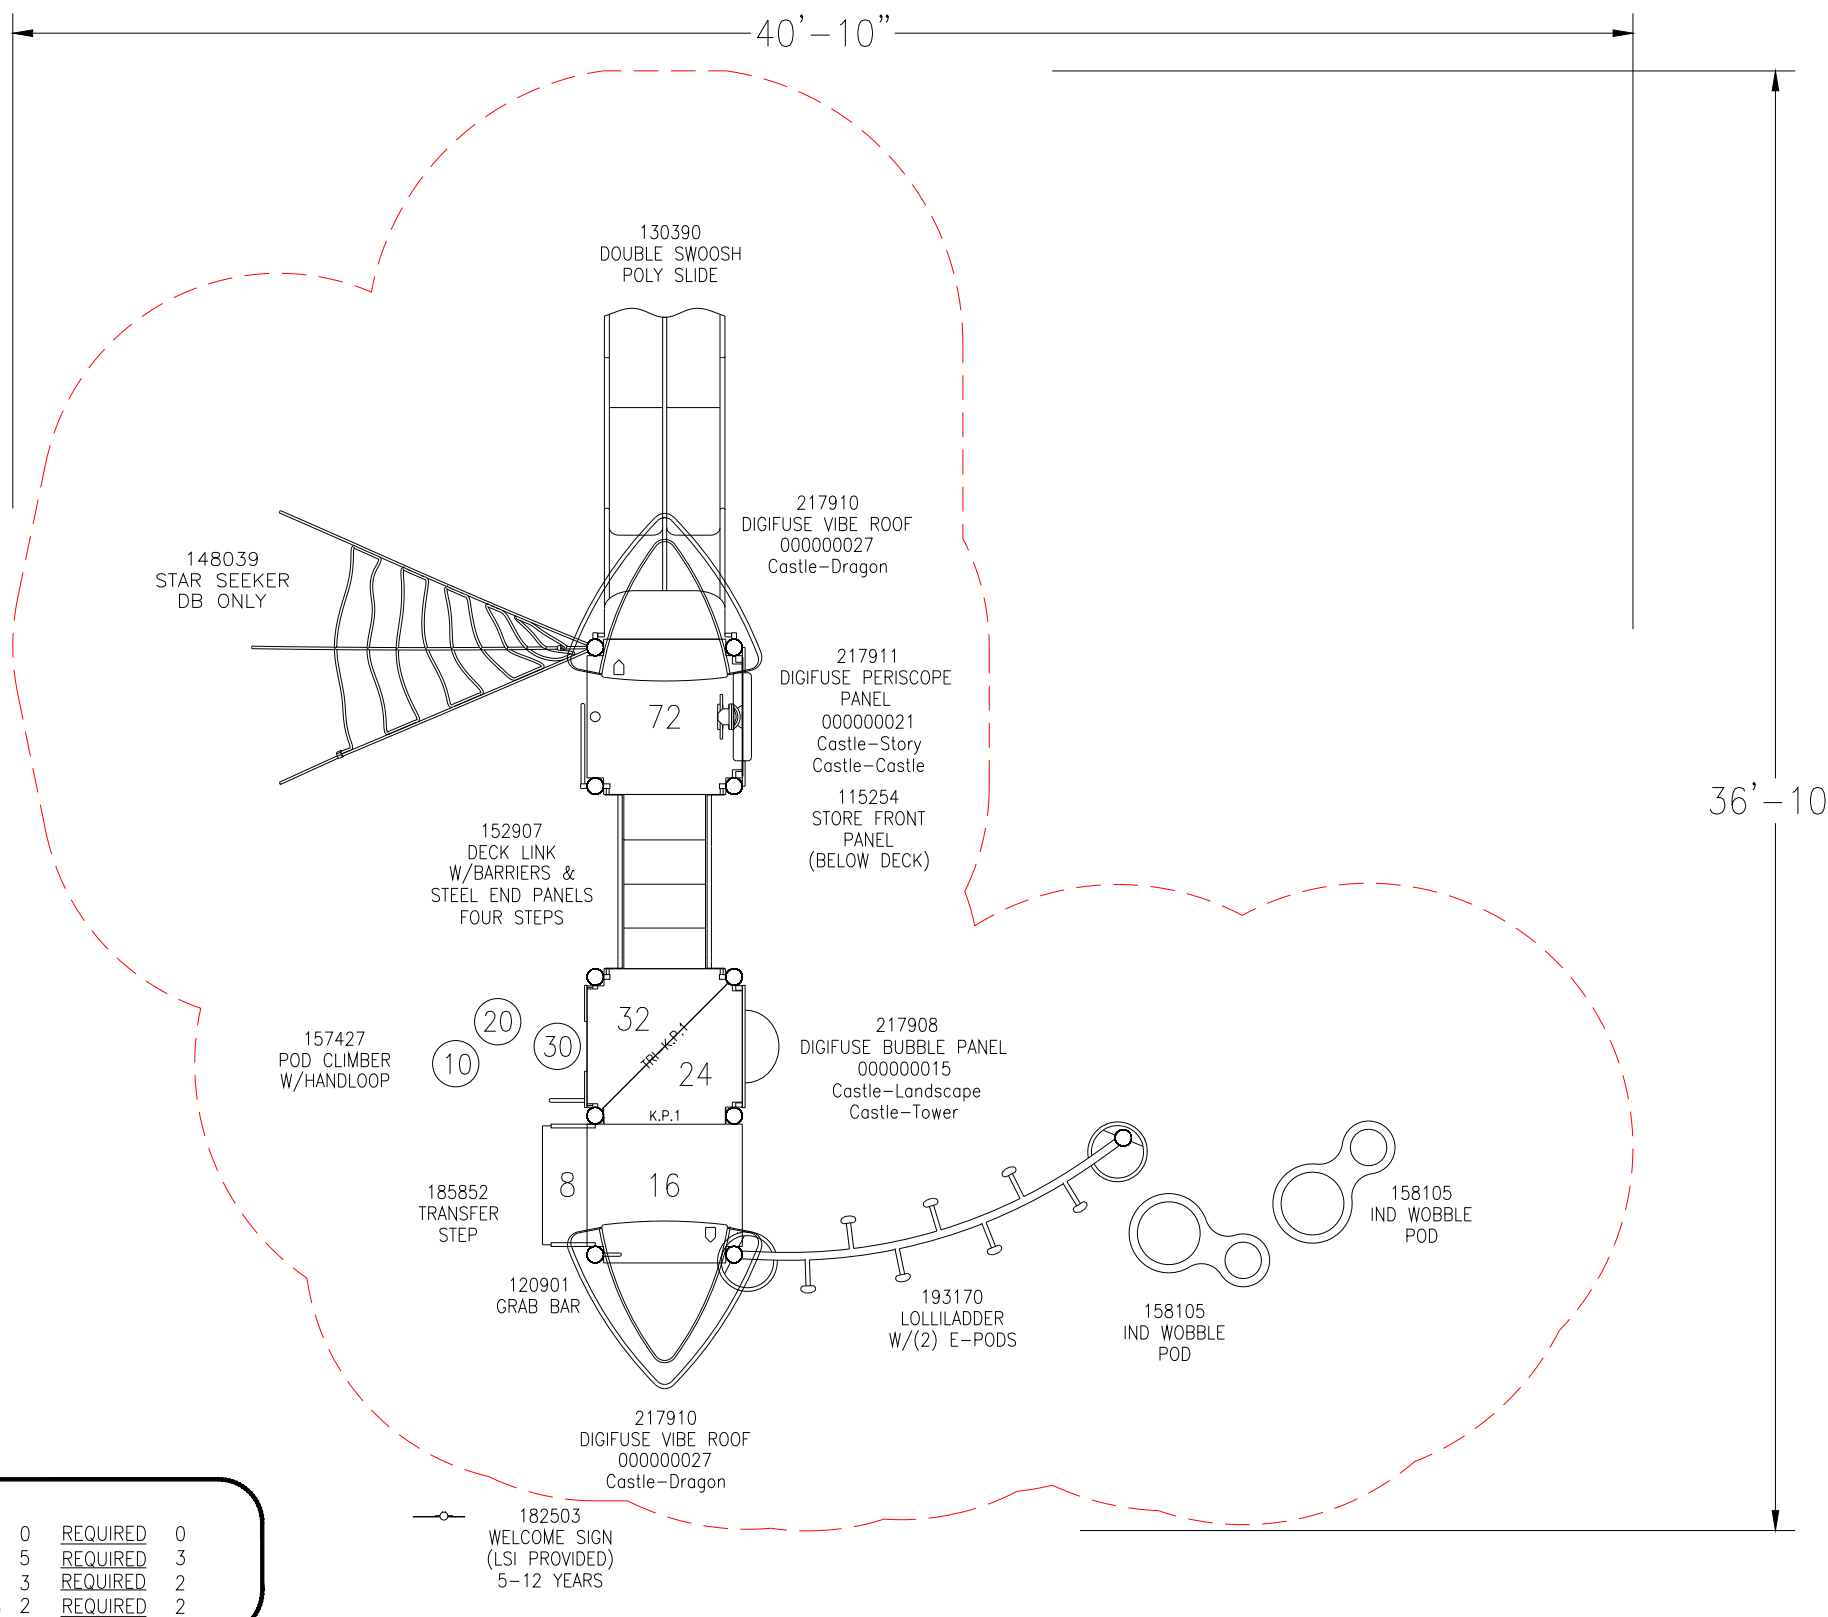 40'-10"
130390
DOUBLE SWOOSH
POLY SLIDE
217910
DIGIFUSE VIBE ROOF
000000027
Castle-Dragon
148039
STAR SEEKER
DB ONLY
217911
DIGIFUSE PERISCOPE
PANEL
000000021
Castle-Story
Castle-Castle
72
115254
STORE FRONT
PANEL
(BELOW DECK)
36'-10
152907
DECK LINK
W/BARRIERS &
STEEL END PANELS
FOUR STEPS
32
TRI K.P.1
24
K.P.1
20
30
10
157427
POD CLIMBER
W/HANDLOOP
217908
DIGIFUSE BUBBLE PANEL
000000015
Castle-Landscape
Castle-Tower
8
16
185852
TRANSFER
STEP
158105
IND WOBBLE
POD
120901
GRAB BAR
193170
LOLLILADDER
W/(2) E-PODS
158105
IND WOBBLE
POD
217910
DIGIFUSE VIBE ROOF
000000027
Castle-Dragon
182503
WELCOME SIGN
(LSI PROVIDED)
5-12 YEARS
0 REQUIRED 0
5 REQUIRED 3
3 REQUIRED 2
2 REQUIRED 2